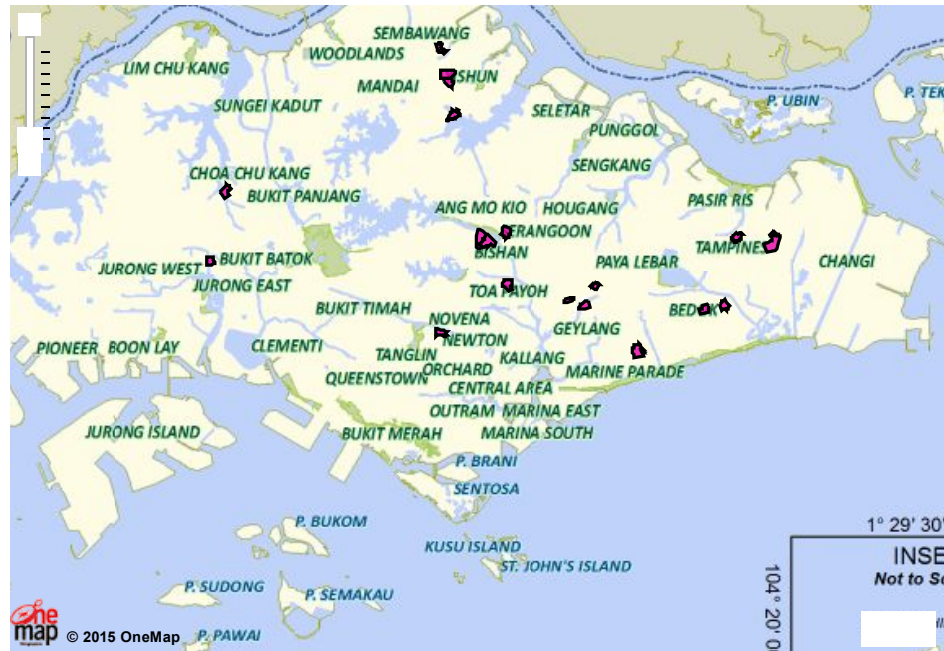 SEMBAWANG
WOODLANDS
LIM CHU KANG
SHUN
MANDAI
SUNGEI KADUT
SELETAR
P. UBIN
P. TEK
PUNGGOL
SENGKANG
CHOA CHU KANG
BUKIT PANJANG
PASIR RIS
ANG MO KIO
HOUGANG
ERANGOON
BISHAN
TAMPINES
BUKIT BATOK
JURONG WEST
PAYA LEBAR
CHANGI
JURONG EAST
TOA PAYOH
BUKIT TIMAH
BEDOK
NOVENA
GEYLANG
NEWTON
PIONEER
BOON LAY
CLEMENTI
TANGLIN
KALLANG
ORCHARD
MARINE PARADE
QUEENSTOWN
CENTRAL AREA
OUTRAM
MARINA EAST
JURONG ISLAND
BUKIT MERAH
MARINA SOUTH
P. BRANI
SENTOSA
P. BUKOM
1° 29' 30
KUSU ISLAND
INSE
ST. JOHN'S ISLAND
Not to Sc
104° 20' 0
P. SUDONG
P. SEMAKAU
One
map © 2015 OneMap
P. PAWAI